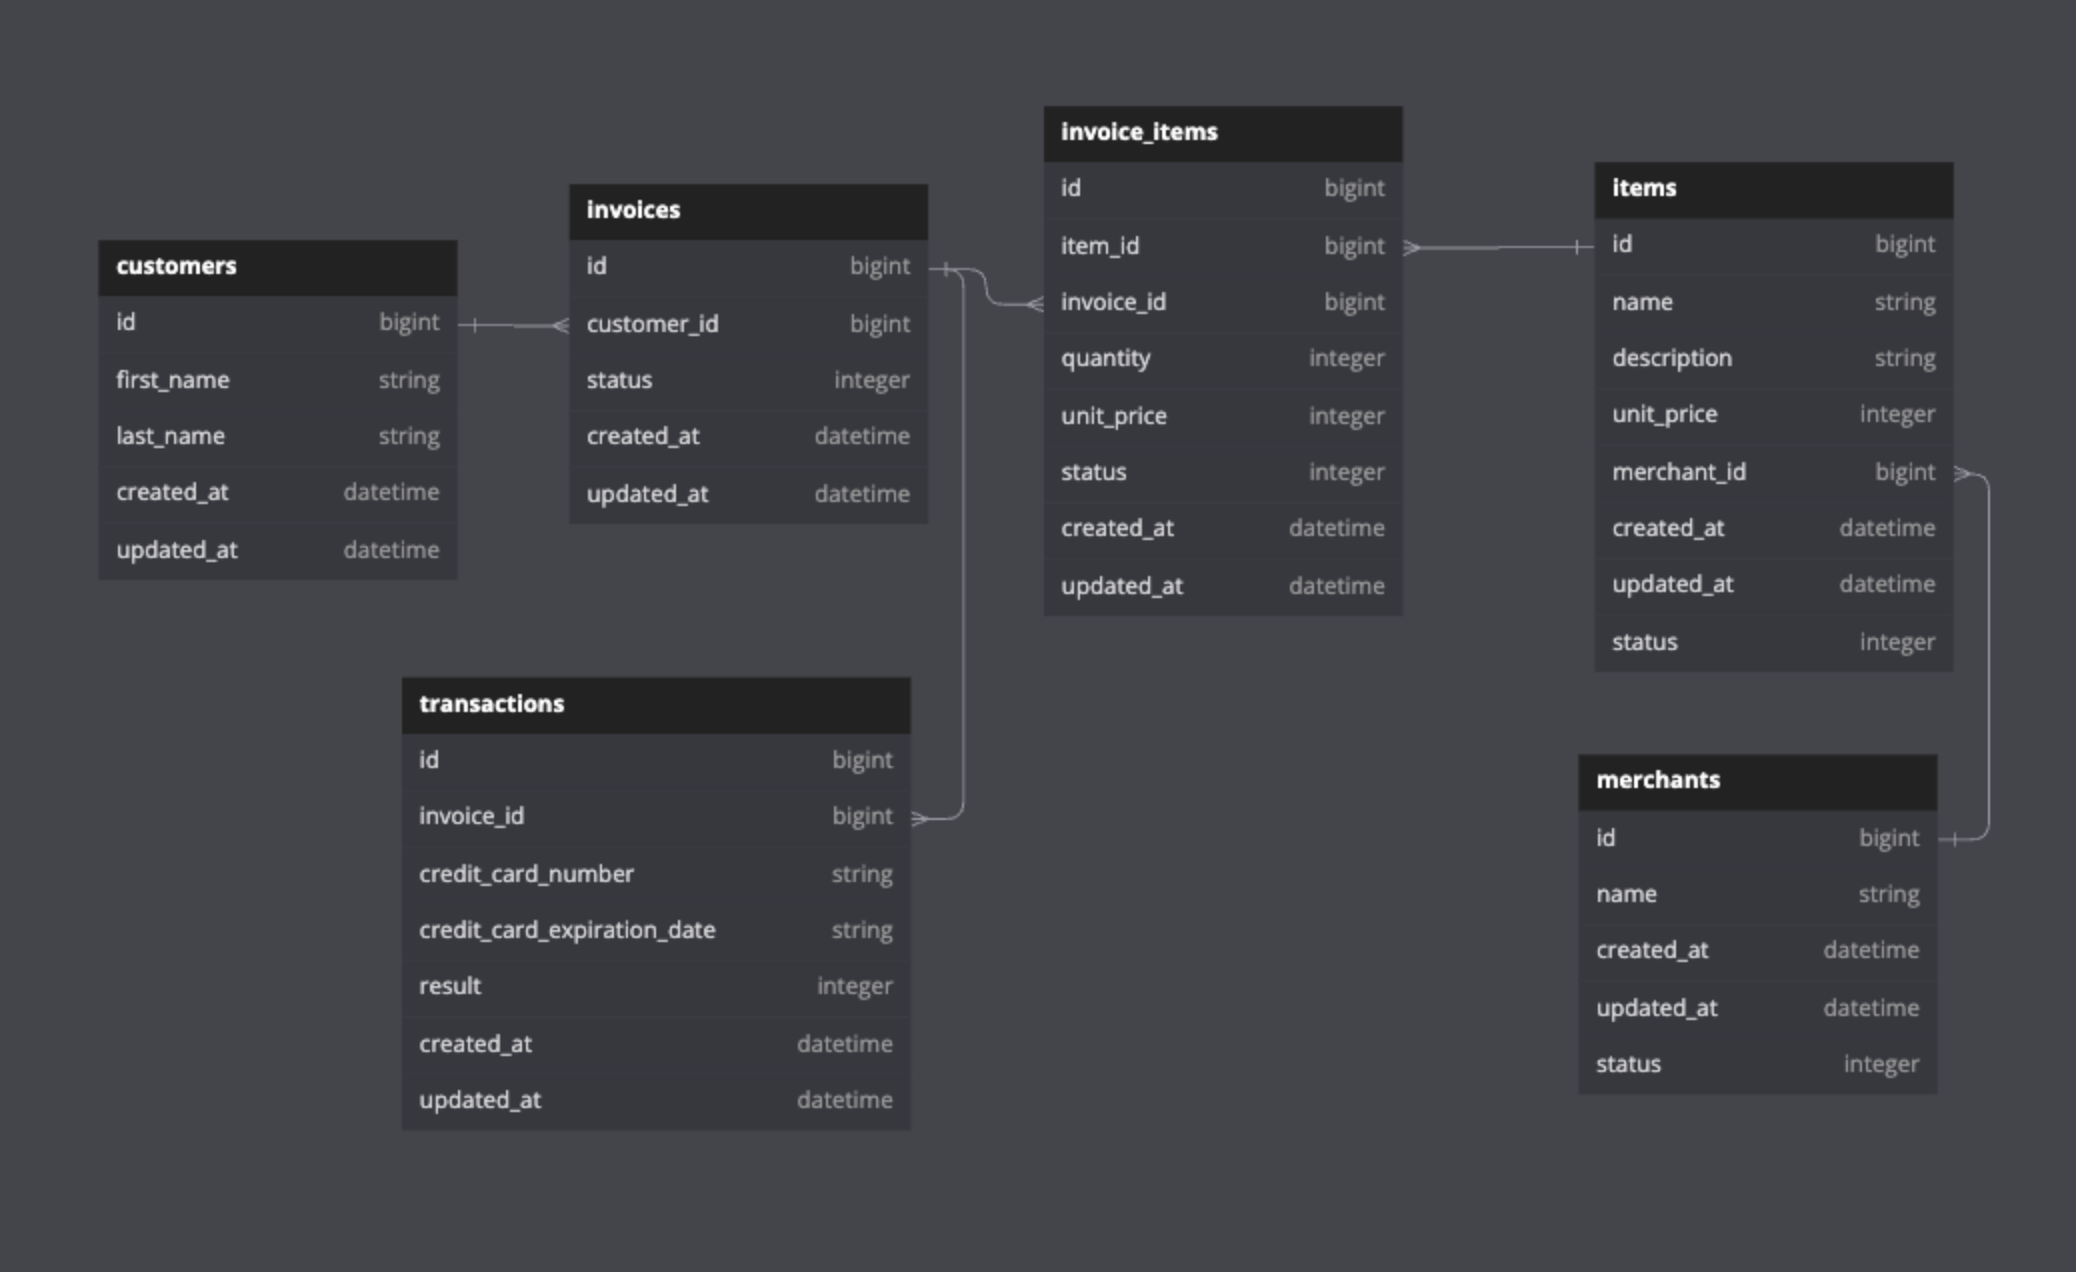 customers
id bigint
first_name string
last_name string
created_at datetime
updated_at datetime
invoices
id bigint
customer_id bigint
status integer
created_at datetime
updated_at datetime
invoice_items
id bigint
item_id bigint
invoice_id bigint
quantity integer
unit_price integer
status integer
created_at datetime
updated_at datetime
items
id bigint
name string
description string
unit_price integer
merchant_id bigint
created_at datetime
updated_at datetime
status integer
transactions
id bigint
invoice_id bigint
credit_card_number string
credit_card_expiration_date string
result integer
created_at datetime
updated_at datetime
merchants
id bigint
name string
created_at datetime
updated_at datetime
status integer